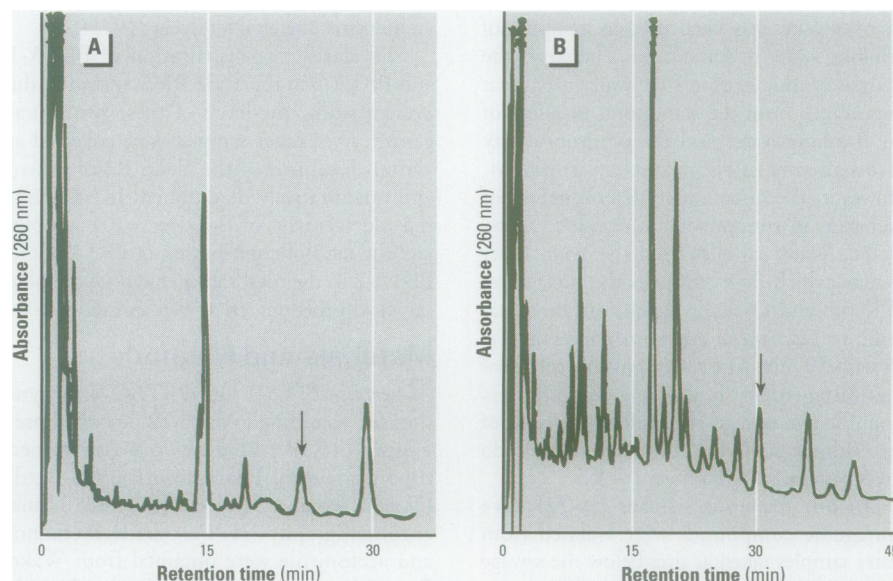 A
Absorbance (260 nm)
0
15
30
Retention time (min)
B
Absorbance (260 nm)
0
15
30
Retention time (min)